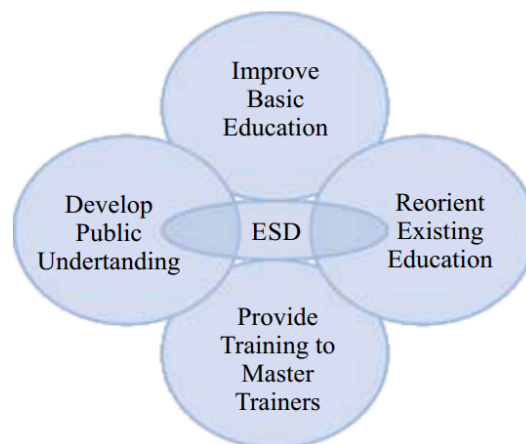 Improve
Basic
Education
Develop
Public
Undertanding
ESD
Reorient
Existing
Education
Provide
Training to
Master
Trainers